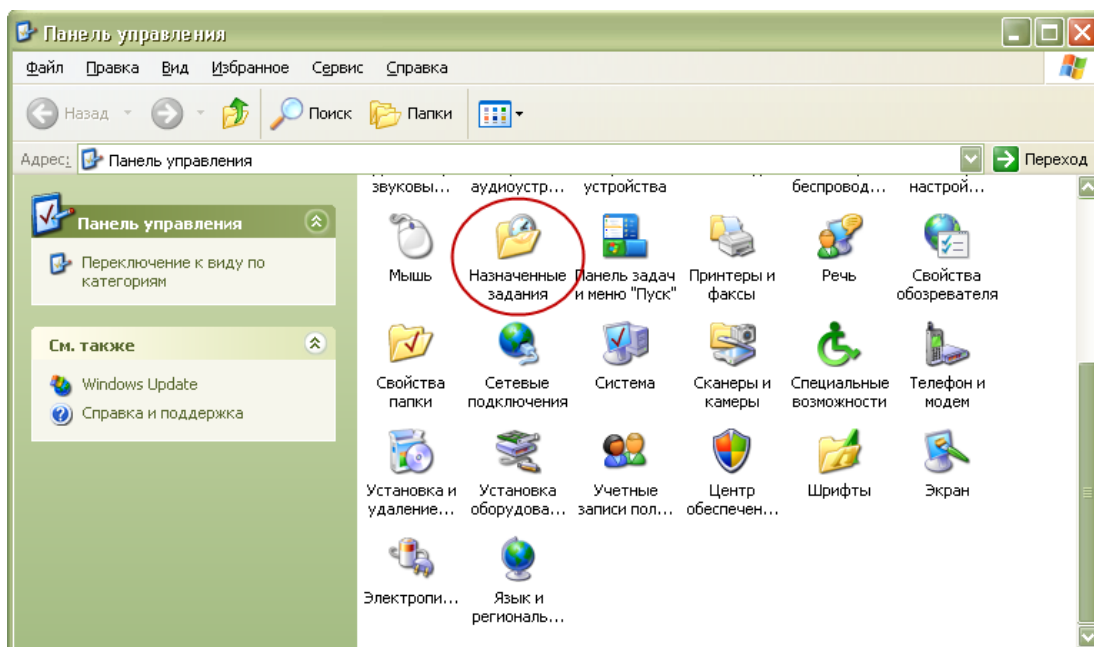 Панель управления
Файл Правка Вид Избранное Сервис Справка
Назад Поиск Папки
Адрес: Панель управления Переход
звуковы... аудиоустр... устройства беспровод... настрой...
Панель управления
Переключение к виду по
категориям
См. также
Windows Update
Справка и поддержка
Мышь Назначенные Панель задач Принтеры и Речь Свойства
задания и меню "Пуск" факсы обозревателя
Свойства Сетевые Система Сканеры и Специальные Телефон и
папки подключения камеры возможности модем
Установка и Установка Учетные Центр Шрифты Экран
удаление... оборудова... записи пол... обеспечен...
Электропи... Язык и
региональ...